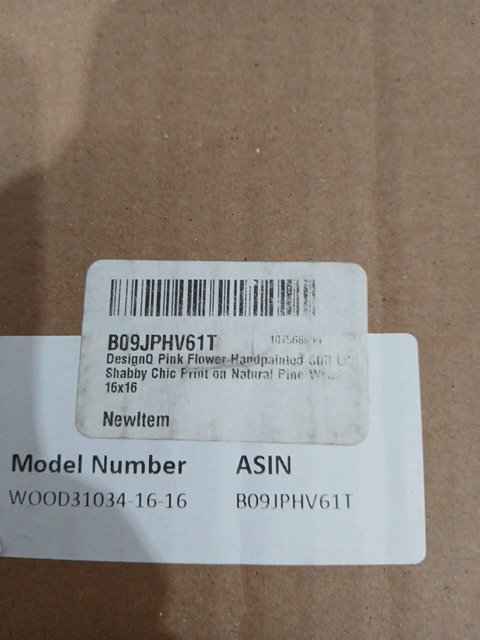 B09JPHV61T
DesignQ Pink Flower Handpainted Still
Shabby Chic Print on Natural Pine
16x16
NewItem
Model Number ASIN
WOOD31034-16-16 B09JPHV61T